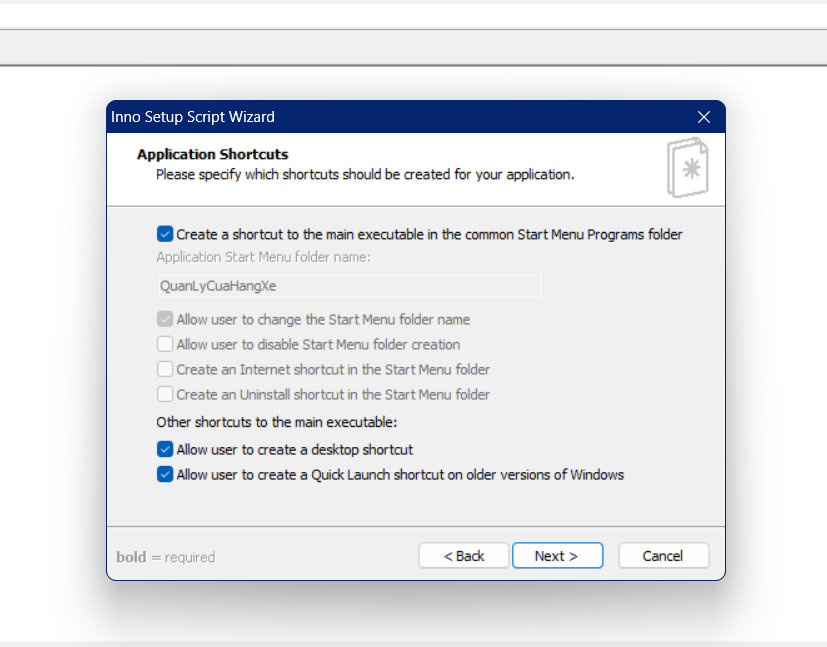 Inno Setup Script Wizard
Application Shortcuts
Please specify which shortcuts should be created for your application.
Create a shortcut to the main executable in the common Start Menu Programs folder
Application Start Menu folder name:
QuanLyCuaHangXe
Allow user to change the Start Menu folder name
Allow user to disable Start Menu folder creation
Create an Internet shortcut in the Start Menu folder
Create an Uninstall shortcut in the Start Menu folder
Other shortcuts to the main executable:
Allow user to create a desktop shortcut
Allow user to create a Quick Launch shortcut on older versions of Windows
bold = required
< Back Next > Cancel